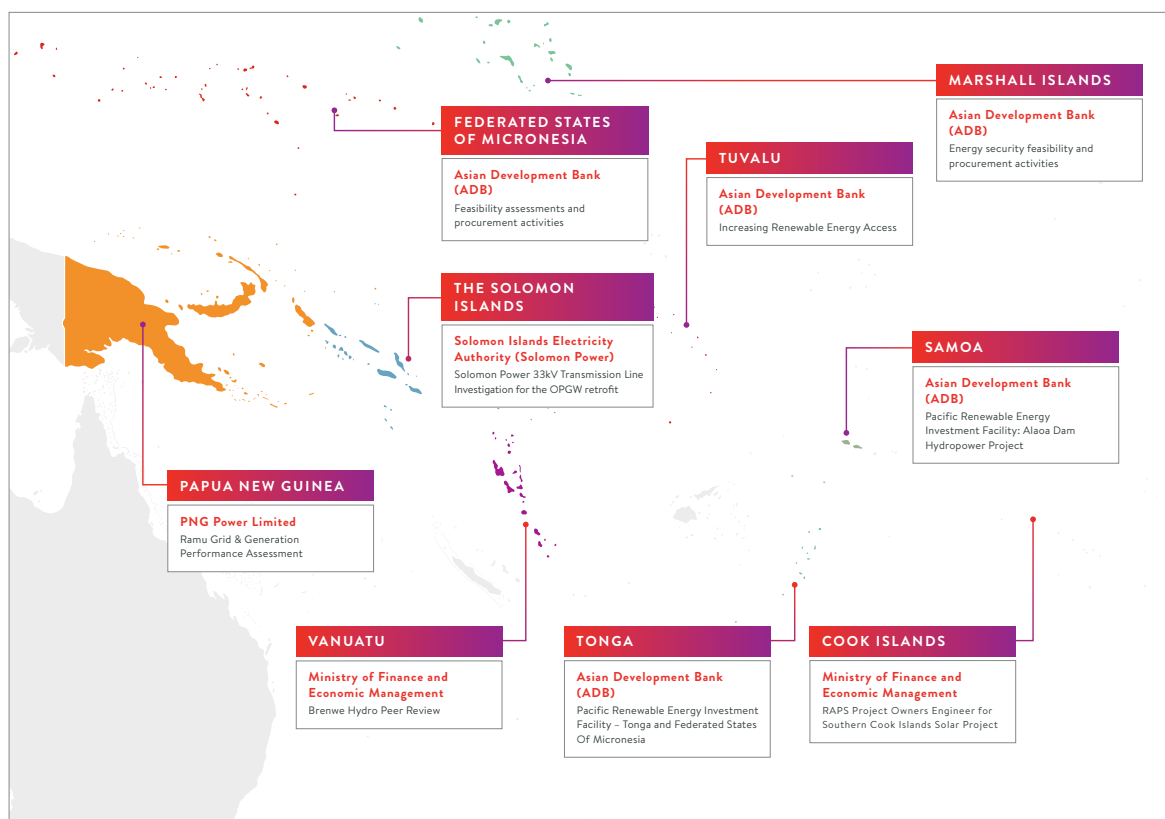 MARSHALL ISLANDS
Asian Development Bank
(ADB)
Energy security feasibility and
procurement activities
FEDERATED STATES
OF MICRONESIA
Asian Development Bank
(ADB)
Feasibility assessments and
procurement activities
TUVALU
Asian Development Bank
(ADB)
Increasing Renewable Energy Access
THE SOLOMON
ISLANDS
Solomon Islands Electricity
Authority (Solomon Power)
Solomon Power 33kV Transmission Line
Investigation for the OPGW retrofit
SAMOA
Asian Development Bank
(ADB)
Pacific Renewable Energy
Investment Facility: Alaoa Dam
Hydropower Project
PAPUA NEW GUINEA
PNG Power Limited
Ramu Grid & Generation
Performance Assessment
VANUATU
Ministry of Finance and
Economic Management
Brenwe Hydro Peer Review
TONGA
Asian Development Bank
(ADB)
Pacific Renewable Energy Investment
Facility – Tonga and Federated States
Of Micronesia
COOK ISLANDS
Ministry of Finance and
Economic Management
RAPS Project Owners Engineer for
Southern Cook Islands Solar Project